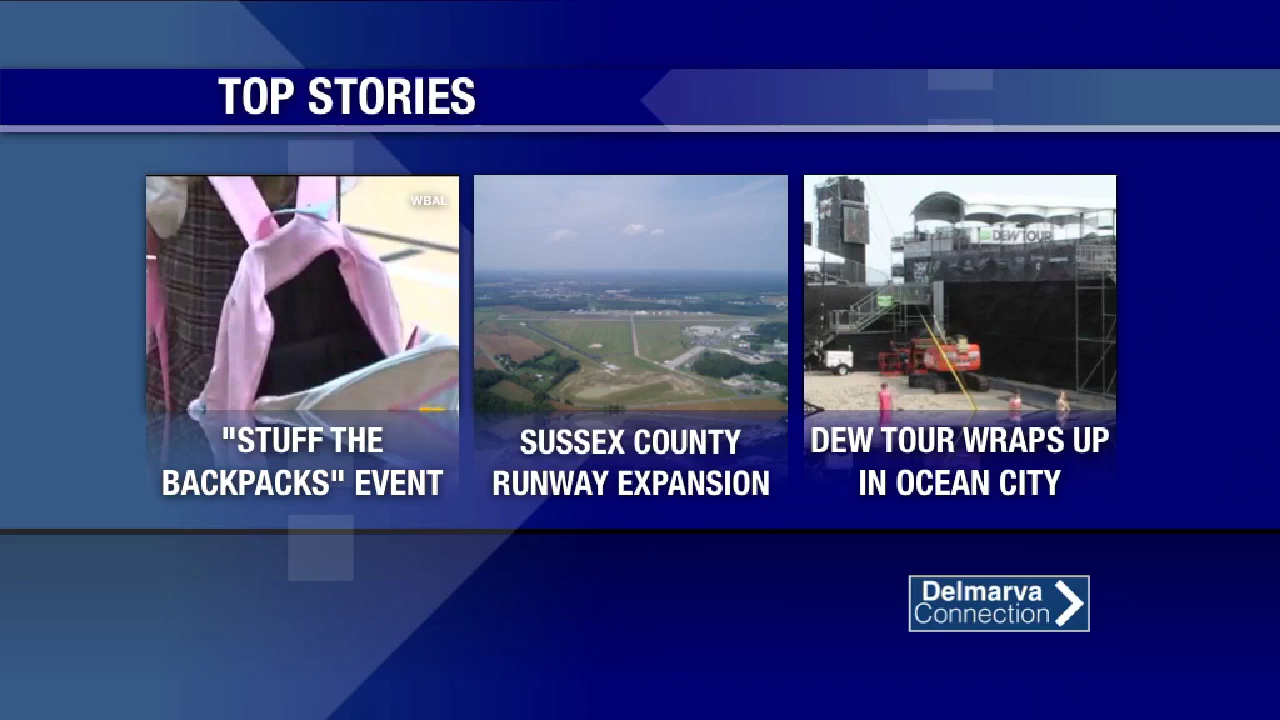 TOP STORIES
WBAL
DEW TOUR
"STUFF THE
BACKPACKS" EVENT
SUSSEX COUNTY
RUNWAY EXPANSION
DEW TOUR WRAPS UP
IN OCEAN CITY
Delmarva
Connection